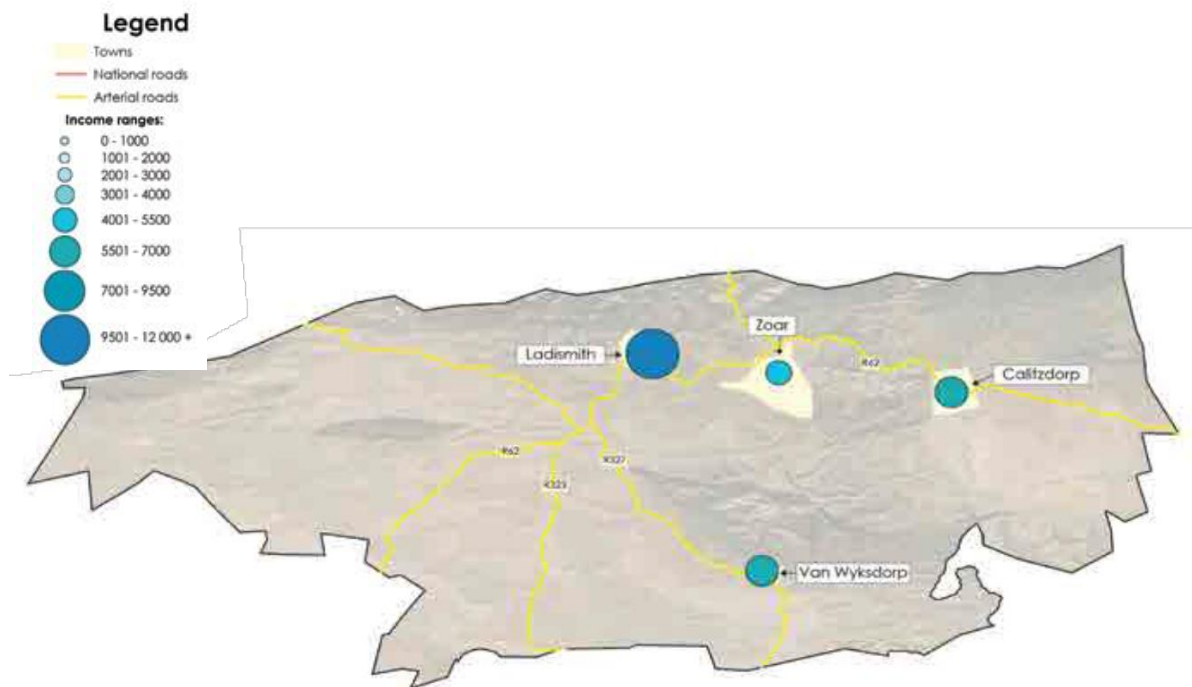 Legend
Towns
National roads
Arterial roads
Income ranges:
0 - 1000
1001 - 2000
2001 - 3000
3001 - 4000
4001 - 5500
5501 - 7000
7001 - 9500
9501 - 12 000 +
Zoar
Ladismith
R62
Calitzdorp
R62
R327
R323
Van Wyksdorp